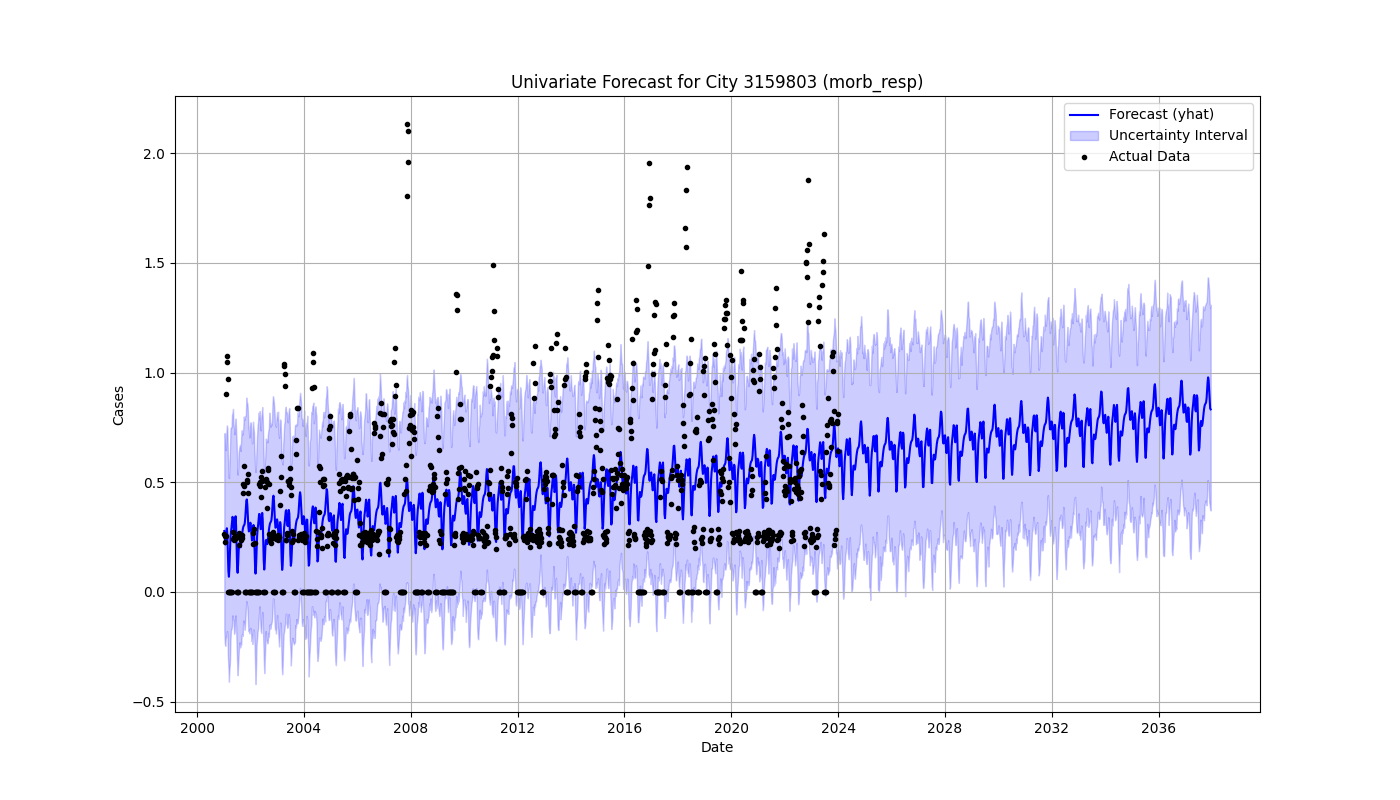 Univariate Forecast for City 3159803 (morb_resp)
Forecast (yhat)
Uncertainty Interval
Actual Data
Cases
2.0
1.5
1.0
0.5
0.0
−0.5
2000 2004 2008 2012 2016 2020 2024 2028 2032 2036
Date